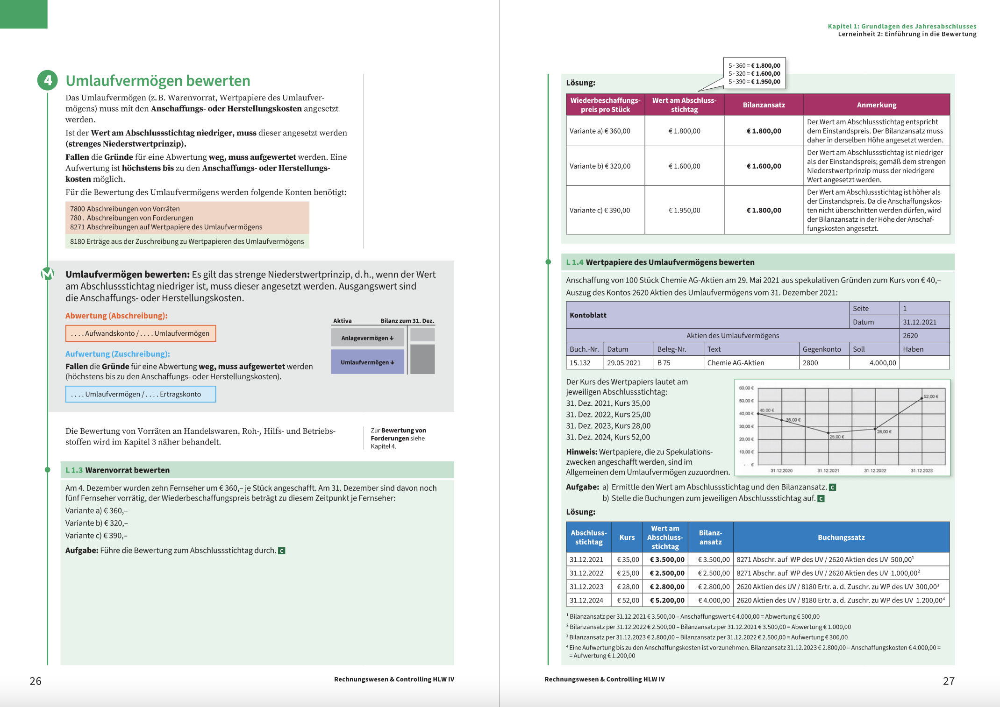 4 Umlaufvermögen bewerten
Das Umlaufvermögen (z. B. Warenvorrat, Wertpapiere des Umlaufver-
mögens) muss mit den Anschaffungs- oder Herstellungskosten angesetzt
werden.
Ist der Wert am Abschlussstichtag niedriger, muss dieser angesetzt werden
(strenges Niederstwertprinzip).
Fallen die Gründe für eine Abwertung weg, muss aufgewertet werden. Eine
Aufwertung ist höchstens bis zu den Anschaffungs- oder Herstellungs-
kosten möglich.
Für die Bewertung des Umlaufvermögens werden folgende Konten benötigt:
7800 Abschreibungen von Vorräten
780 . Abschreibungen von Forderungen
8271 Abschreibungen auf Wertpapiere des Umlaufvermögens
8180 Erträge aus der Zuschreibung zu Wertpapieren des Umlaufvermögens
M
Umlaufvermögen bewerten: Es gilt das strenge Niederstwertprinzip, d. h., wenn der Wert
am Abschlussstichtag niedriger ist, muss dieser angesetzt werden. Ausgangswert sind
die Anschaffungs- oder Herstellungskosten.
Abwertung (Abschreibung):
. . . . Aufwandskonto / . . . . Umlaufvermögen
Aufwertung (Zuschreibung):
Fallen die Gründe für eine Abwertung weg, muss aufgewertet werden
(höchstens bis zu den Anschaffungs- oder Herstellungskosten).
. . . . Umlaufvermögen / . . . . Ertragskonto
Aktiva Bilanz zum 31. Dez.
Anlagevermögen ↓
Umlaufvermögen ↓
Die Bewertung von Vorräten an Handelswaren, Roh-, Hilfs- und Betriebs-
stoffen wird im Kapitel 3 näher behandelt.
Zur Bewertung von
Forderungen siehe
Kapitel 4.
L 1.3 Warenvorrat bewerten
Am 4. Dezember wurden zehn Fernseher um € 360,– je Stück angeschafft. Am 31. Dezember sind davon noch
fünf Fernseher vorrätig, der Wiederbeschaffungspreis beträgt zu diesem Zeitpunkt je Fernseher:
Variante a) € 360,–
Variante b) € 320,–
Variante c) € 390,–
Aufgabe: Führe die Bewertung zum Abschlussstichtag durch. C
26
Rechnungswesen & Controlling HLW IV
Kapitel 1: Grundlagen des Jahresabschlusses
Lerneinheit 2: Einführung in die Bewertung
5 · 360 = € 1.800,00
5 · 320 = € 1.600,00
5 · 390 = € 1.950,00
Lösung:
Wiederbeschaffungs-
preis pro Stück
Wert am Abschluss-
stichtag
Bilanzansatz
Anmerkung
Variante a) € 360,00
€ 1.800,00
€ 1.800,00
Der Wert am Abschlussstichtag entspricht
dem Einstandspreis. Der Bilanzansatz muss
daher in derselben Höhe angesetzt werden.
Variante b) € 320,00
€ 1.600,00
€ 1.600,00
Der Wert am Abschlussstichtag ist niedriger
als der Einstandspreis; gemäß dem strengen
Niederstwertprinzip muss der niedrigere
Wert angesetzt werden.
Variante c) € 390,00
€ 1.950,00
€ 1.800,00
Der Wert am Abschlussstichtag ist höher als
der Einstandspreis. Da die Anschaffungskos-
ten nicht überschritten werden dürfen, wird
der Bilanzansatz in der Höhe der Anschaf-
fungskosten angesetzt.
L 1.4 Wertpapiere des Umlaufvermögens bewerten
Anschaffung von 100 Stück Chemie AG-Aktien am 29. Mai 2021 aus spekulativen Gründen zum Kurs von € 40,–
Auszug des Kontos 2620 Aktien des Umlaufvermögens vom 31. Dezember 2021:
Kontoblatt
Seite 1
Datum 31.12.2021
Aktien des Umlaufvermögens 2620
Buch.-Nr. Datum Beleg-Nr. Text Gegenkonto Soll Haben
15.132 29.05.2021 B 75 Chemie AG-Aktien 2800 4.000,00
Der Kurs des Wertpapiers lautet am
jeweiligen Abschlussstichtag:
31. Dez. 2021, Kurs 35,00
31. Dez. 2022, Kurs 25,00
31. Dez. 2023, Kurs 28,00
31. Dez. 2024, Kurs 52,00
Hinweis: Wertpapiere, die zu Spekulations-
zwecken angeschafft werden, sind im
Allgemeinen dem Umlaufvermögen zuzuordnen.
60,00 €
50,00 €
40,00 €
30,00 €
20,00 €
10,00 €
- €
40,00 €
35,00 €
25,00 €
28,00 €
52,00 €
31.12.2020 31.12.2021 31.12.2022 31.12.2023
Aufgabe: a) Ermittle den Wert am Abschlussstichtag und den Bilanzansatz. C
b) Stelle die Buchungen zum jeweiligen Abschlussstichtag auf. C
Lösung:
Abschluss-
stichtag
Kurs
Wert am
Abschluss-
stichtag
Bilanz-
ansatz
Buchungssatz
31.12.2021 € 35,00 € 3.500,00 € 3.500,00 8271 Abschr. auf WP des UV / 2620 Aktien des UV 500,00¹
31.12.2022 € 25,00 € 2.500,00 € 2.500,00 8271 Abschr. auf WP des UV / 2620 Aktien des UV 1.000,00²
31.12.2023 € 28,00 € 2.800,00 € 2.800,00 2620 Aktien des UV / 8180 Ertr. a. d. Zuschr. zu WP des UV 300,00³
31.12.2024 € 52,00 € 5.200,00 € 4.000,00 2620 Aktien des UV / 8180 Ertr. a. d. Zuschr. zu WP des UV 1.200,00⁴
¹ Bilanzansatz per 31.12.2021 € 3.500,00 – Anschaffungswert € 4.000,00 = Abwertung € 500,00
² Bilanzansatz per 31.12.2022 € 2.500,00 – Bilanzansatz per 31.12.2021 € 3.500,00 = Abwertung € 1.000,00
³ Bilanzansatz per 31.12.2023 € 2.800,00 – Bilanzansatz per 31.12.2022 € 2.500,00 = Aufwertung € 300,00
⁴ Eine Aufwertung bis zu den Anschaffungskosten ist vorzunehmen. Bilanzansatz 31.12.2023 € 2.800,00 – Anschaffungskosten € 4.000,00 =
= Aufwertung € 1.200,00
Rechnungswesen & Controlling HLW IV
27